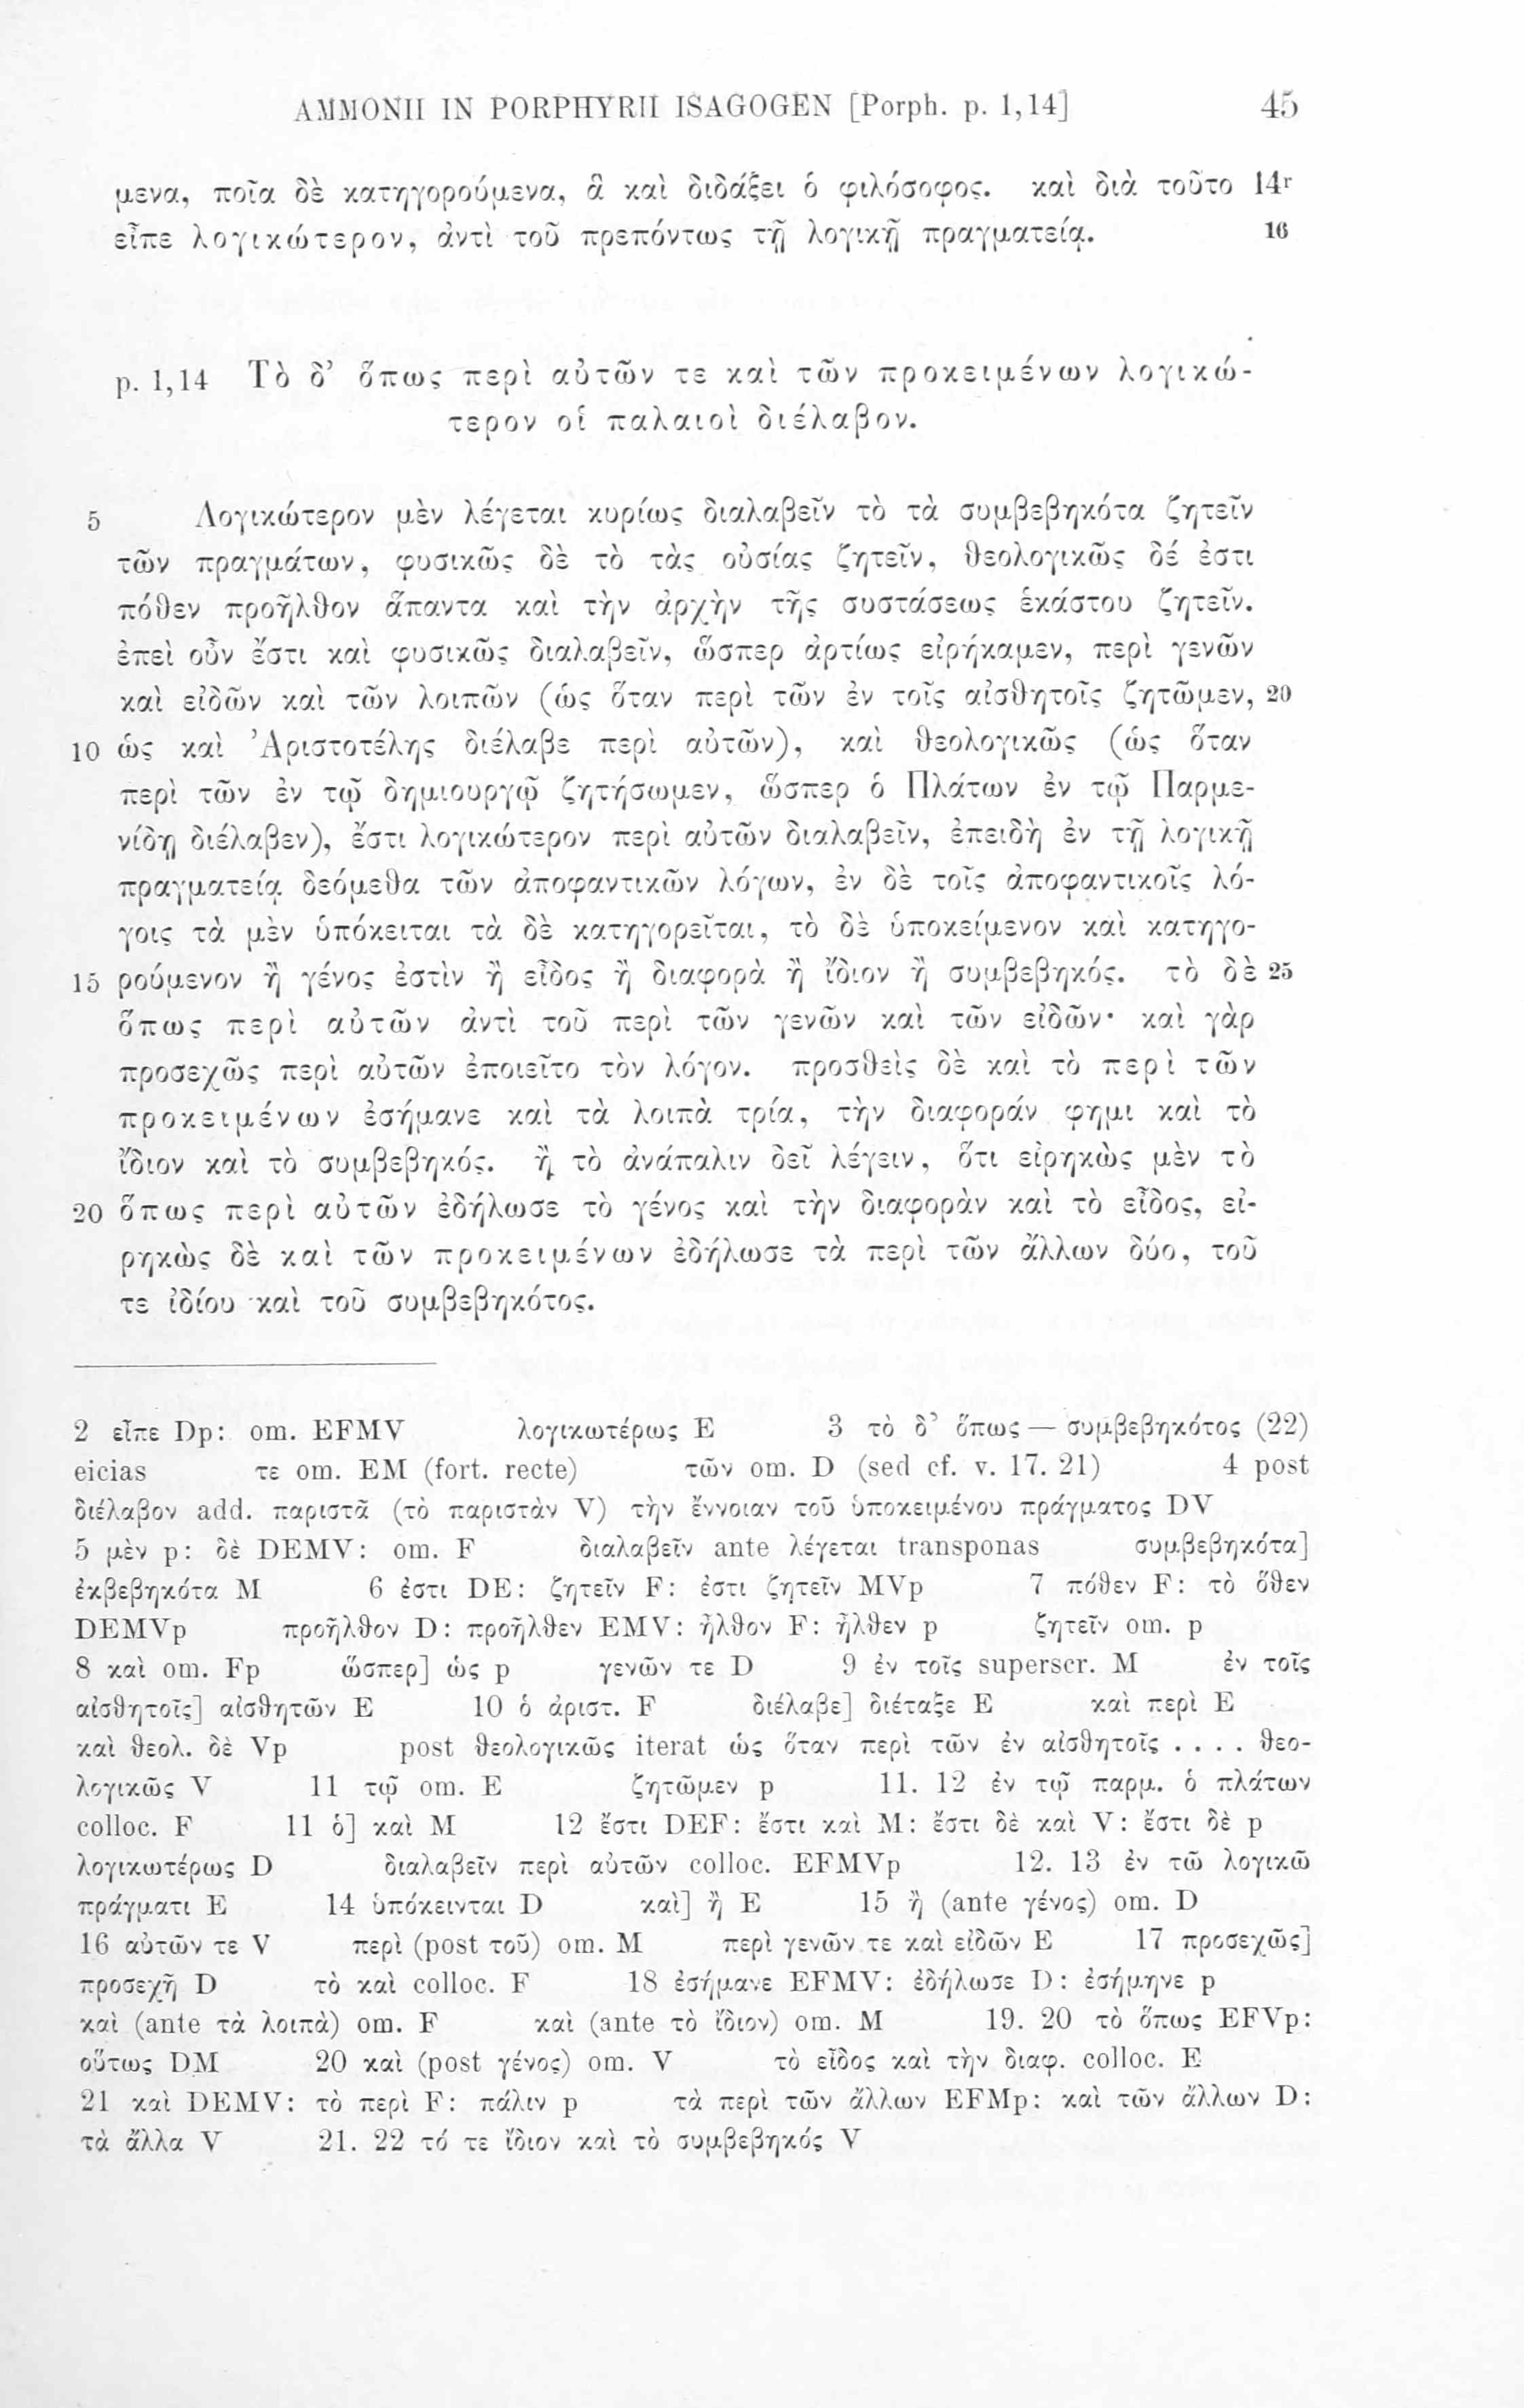 AMMONII IN PORPHYRII ISAGOGEN [Porph. p. 1,14] 45
μενα, ποῖα δὲ κατηγορούμενα, ἃ καὶ διδάξει ὁ φιλόσοφος. καὶ διὰ τοῦτο 14r
εἶπε λογικώτερον, ἀντὶ τοῦ πρεπόντως τῇ λογικῇ πραγματείᾳ. 16
p. 1,14 Τὸ δ’ ὅπως περὶ αὐτῶν τε καὶ τῶν προκειμένων λογικώ-
τερον οἱ παλαιοὶ διέλαβον.
5 Λογικώτερον μὲν λέγεται κυρίως διαλαβεῖν τὸ τὰ συμβεβηκότα ζητεῖν
τῶν πραγμάτων, φυσικῶς δὲ τὸ τὰς οὐσίας ζητεῖν, θεολογικῶς δέ ἐστι
πόθεν προῆλθον ἅπαντα καὶ τὴν ἀρχὴν τῆς συστάσεως ἑκάστου ζητεῖν.
ἐπεὶ οὖν ἔστι καὶ φυσικῶς διαλαβεῖν, ὥσπερ ἀρτίως εἰρήκαμεν, περὶ γενῶν
καὶ εἰδῶν καὶ τῶν λοιπῶν (ὡς ὅταν περὶ τῶν ἐν τοῖς αἰσθητοῖς ζητῶμεν, 20
10 ὡς καὶ Ἀριστοτέλης διέλαβε περὶ αὐτῶν), καὶ θεολογικῶς (ὡς ὅταν
περὶ τῶν ἐν τῷ δημιουργῷ ζητήσωμεν, ὥσπερ ὁ Πλάτων ἐν τῷ Παρμε-
νίδῃ διέλαβεν), ἔστι λογικώτερον περὶ αὐτῶν διαλαβεῖν, ἐπειδὴ ἐν τῇ λογικῇ
πραγματείᾳ δεόμεθα τῶν ἀποφαντικῶν λόγων, ἐν δὲ τοῖς ἀποφαντικοῖς λό-
γοις τὰ μὲν ὑπόκειται τὰ δὲ κατηγορεῖται, τὸ δὲ ὑποκείμενον καὶ κατηγο-
15 ρούμενον ἢ γένος ἐστὶν ἢ εἶδος ἢ διαφορὰ ἢ ἴδιον ἢ συμβεβηκός. τὸ δὲ 25
ὅπως περὶ αὐτῶν ἀντὶ τοῦ περὶ τῶν γενῶν καὶ τῶν εἰδῶν· καὶ γὰρ
προσεχῶς περὶ αὐτῶν ἐποιεῖτο τὸν λόγον. προσθεὶς δὲ καὶ τὸ περὶ τῶν
προκειμένων ἐσήμανε καὶ τὰ λοιπὰ τρία, τὴν διαφοράν φημι καὶ τὸ
ἴδιον καὶ τὸ συμβεβηκός. ἢ τὸ ἀνάπαλιν δεῖ λέγειν, ὅτι εἰρηκὼς μὲν τὸ
20 ὅπως περὶ αὐτῶν ἐδήλωσε τὸ γένος καὶ τὴν διαφορὰν καὶ τὸ εἶδος, εἰ-
ρηκὼς δὲ καὶ τῶν προκειμένων ἐδήλωσε τὰ περὶ τῶν ἄλλων δύο, τοῦ
τε ἰδίου καὶ τοῦ συμβεβηκότος.
2 εἶπε Dp: om. EFMV λογικωτέρως E 3 τὸ δ’ ὅπως — συμβεβηκότος (22)
eicias τε om. EM (fort. recte) τῶν om. D (sed cf. v. 17. 21) 4 post
διέλαβον add. παριστᾶ (τὸ παριστὰν V) τὴν ἔννοιαν τοῦ ὑποκειμένου πράγματος DV
5 μὲν p: δὲ DEMV: om. F διαλαβεῖν ante λέγεται transponas συμβεβηκότα]
ἐκβεβηκότα M 6 ἐστι DE: ζητεῖν F: ἐστι ζητεῖν MVp 7 πόθεν F: τὸ ὅθεν
DEMVp προῆλθον D: προῆλθεν EMV: ἦλθον F: ἦλθεν p ζητεῖν om. p
8 καὶ om. Fp ὥσπερ] ὡς p γενῶν τε D 9 ἐν τοῖς superscr. M ἐν τοῖς
αἰσθητοῖς] αἰσθητῶν E 10 ὁ ἀριστ. F διέλαβε] διέταξε E καὶ περὶ E
καὶ θεολ. δὲ Vp post θεολογικῶς iterat ὡς ὅταν περὶ τῶν ἐν αἰσθητοῖς . . . . θεο-
λογικῶς V 11 τῷ om. E ζητῶμεν p 11. 12 ἐν τῷ παρμ. ὁ πλάτων
colloc. F 11 ὁ] καὶ M 12 ἔστι DEF: ἔστι καὶ M: ἔστι δὲ καὶ V: ἔστι δὲ p
λογικωτέρως D διαλαβεῖν περὶ αὐτῶν colloc. EFMVp 12. 13 ἐν τῶ λογικῶ
πράγματι E 14 ὑπόκεινται D καὶ] ἢ E 15 ἢ (ante γένος) om. D
16 αὐτῶν τε V περὶ (post τοῦ) om. M περὶ γενῶν τε καὶ εἰδῶν E 17 προσεχῶς]
προσεχῆ D τὸ καὶ colloc. F 18 ἐσήμανε EFMV: ἐδήλωσε D: ἐσήμηνε p
καὶ (ante τὰ λοιπὰ) om. F καὶ (ante τὸ ἴδιον) om. M 19. 20 τὸ ὅπως EFVp:
οὕτως DM 20 καὶ (post γένος) om. V τὸ εἶδος καὶ τὴν διαφ. colloc. E
21 καὶ DEMV: τὸ περὶ F: πάλιν p τὰ περὶ τῶν ἄλλων EFMp: καὶ τῶν ἄλλων D:
τὰ ἄλλα V 21. 22 τό τε ἴδιον καὶ τὸ συμβεβηκός V